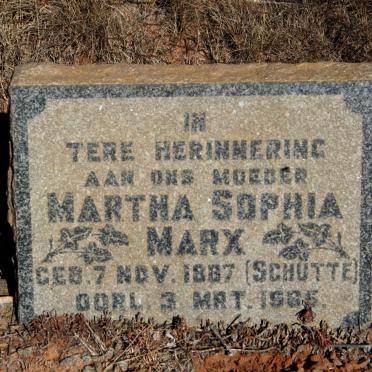 IN
TERE HERINNERING
AAN ONS MOEDER
MARTHA SOPHIA
MARX
GEB. 7 NOV. 1887 (SCHUTTE)
OORL. 3 MRT. 1965.